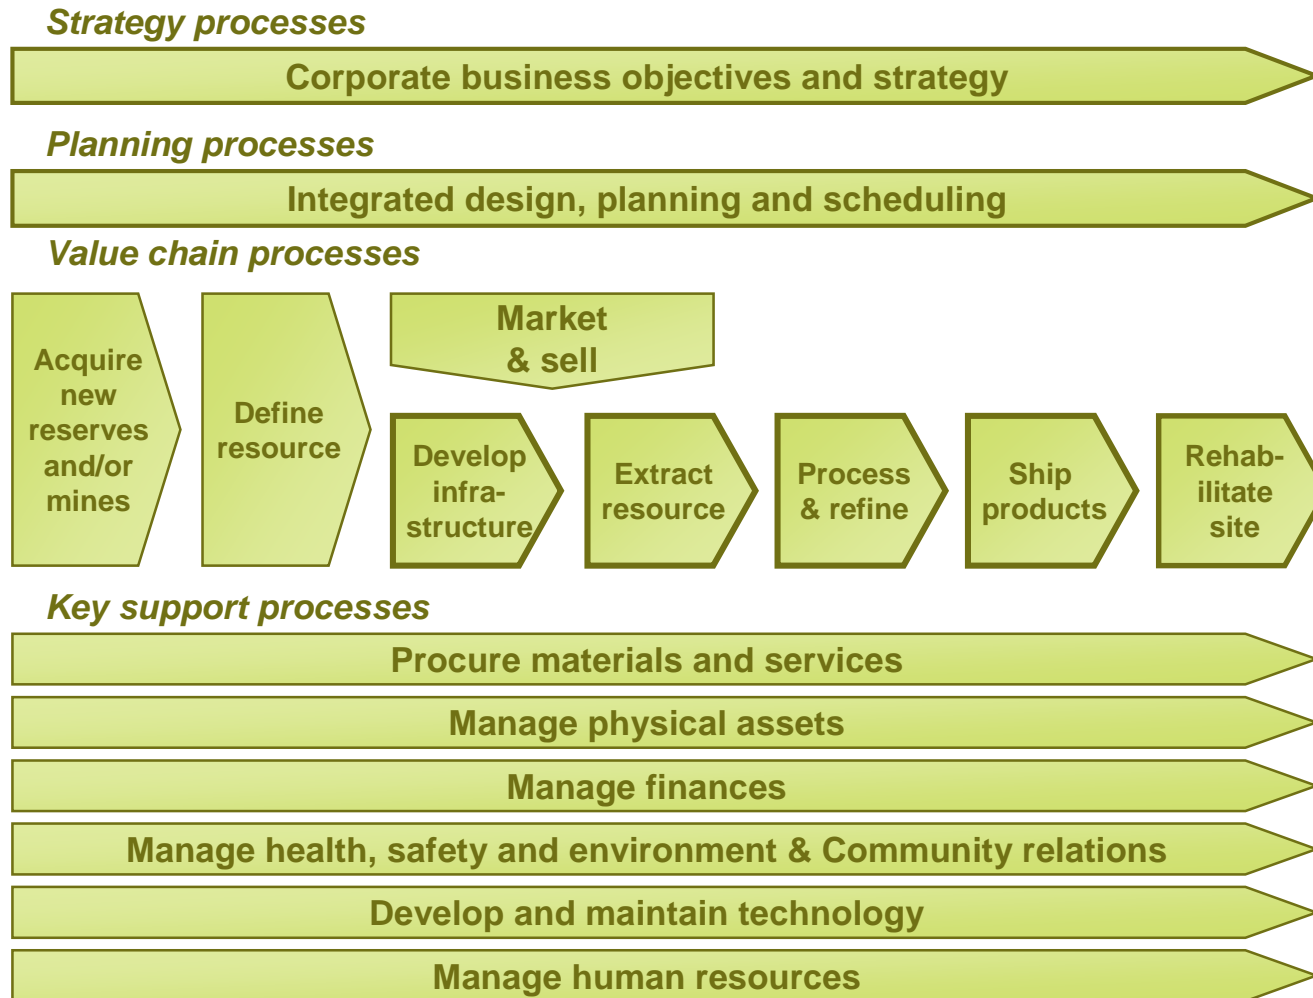 Strategy processes
Corporate business objectives and strategy
Planning processes
Integrated design, planning and scheduling
Value chain processes
Acquire
new
reserves
and/or
mines
Define
resource
Market
& sell
Develop
infra-
structure
Extract
resource
Process
& refine
Ship
products
Rehab-
ilitate
site
Key support processes
Procure materials and services
Manage physical assets
Manage finances
Manage health, safety and environment & Community relations
Develop and maintain technology
Manage human resources